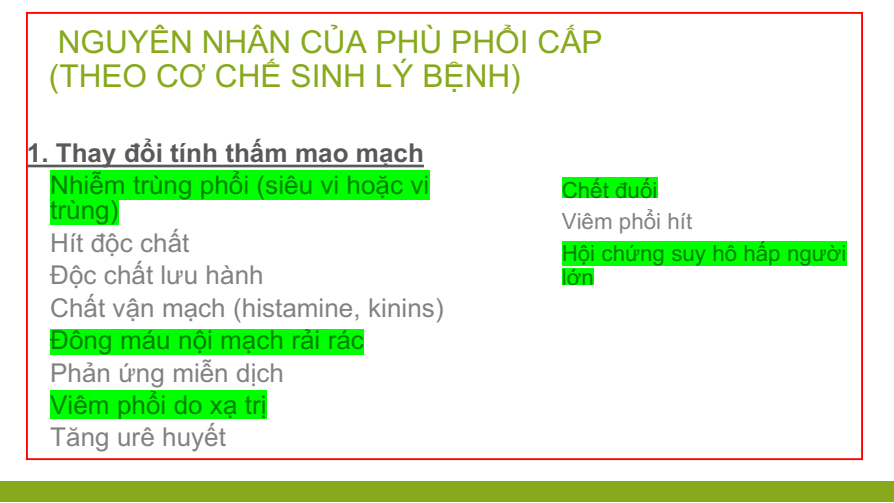 NGUYÊN NHÂN CỦA PHÙ PHỔI CẤP
(THEO CƠ CHẾ SINH LÝ BỆNH)
1. Thay đổi tính thấm mao mạch
Nhiễm trùng phổi (siêu vi hoặc vi
trùng)
Hít độc chất
Độc chất lưu hành
Chất vận mạch (histamine, kinins)
Đông máu nội mạch rải rác
Phản ứng miễn dịch
Viêm phổi do xạ trị
Tăng urê huyết
Chết đuối
Viêm phổi hít
Hội chứng suy hô hấp người
lớn